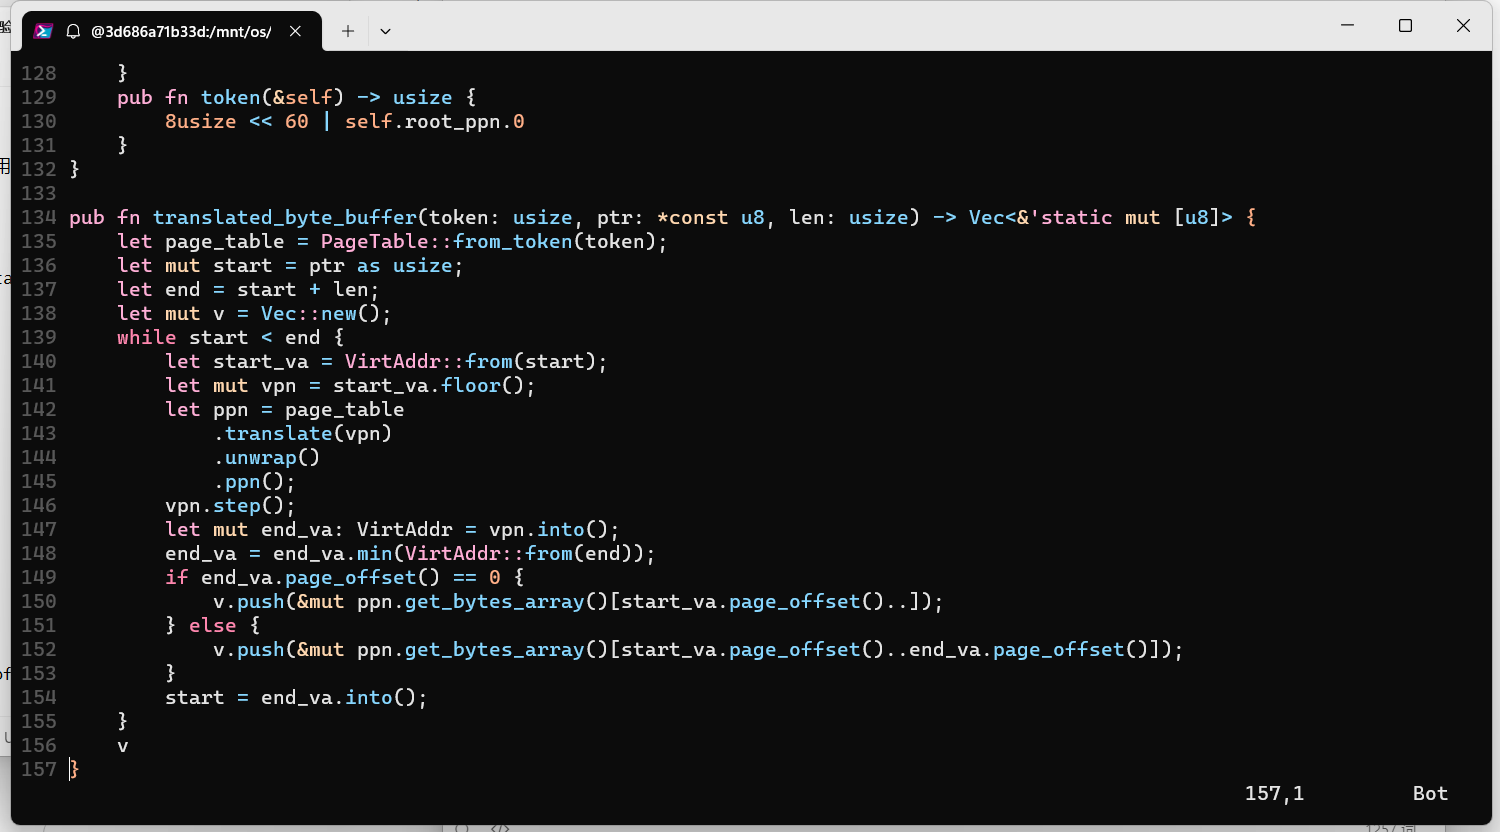 @3d686a71b33d:/mnt/os/
128     }
129     pub fn token(&self) -> usize {
130         8usize << 60 | self.root_ppn.0
131     }
132 }
133
134 pub fn translated_byte_buffer(token: usize, ptr: *const u8, len: usize) -> Vec<&'static mut [u8]> {
135     let page_table = PageTable::from_token(token);
136     let mut start = ptr as usize;
137     let end = start + len;
138     let mut v = Vec::new();
139     while start < end {
140         let start_va = VirtAddr::from(start);
141         let mut vpn = start_va.floor();
142         let ppn = page_table
143             .translate(vpn)
144             .unwrap()
145             .ppn();
146         vpn.step();
147         let mut end_va: VirtAddr = vpn.into();
148         end_va = end_va.min(VirtAddr::from(end));
149         if end_va.page_offset() == 0 {
150             v.push(&mut ppn.get_bytes_array()[start_va.page_offset()..]);
151         } else {
152             v.push(&mut ppn.get_bytes_array()[start_va.page_offset()..end_va.page_offset()]);
153         }
154         start = end_va.into();
155     }
156     v
157 }
157,1 Bot